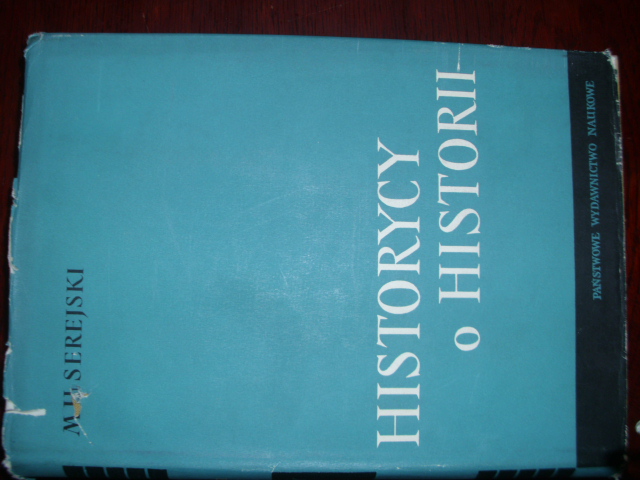 M. H. SEREJSKI
HISTORYCY
o HISTORII
PAŃSTWOWE WYDAWNICTWO NAUKOWE